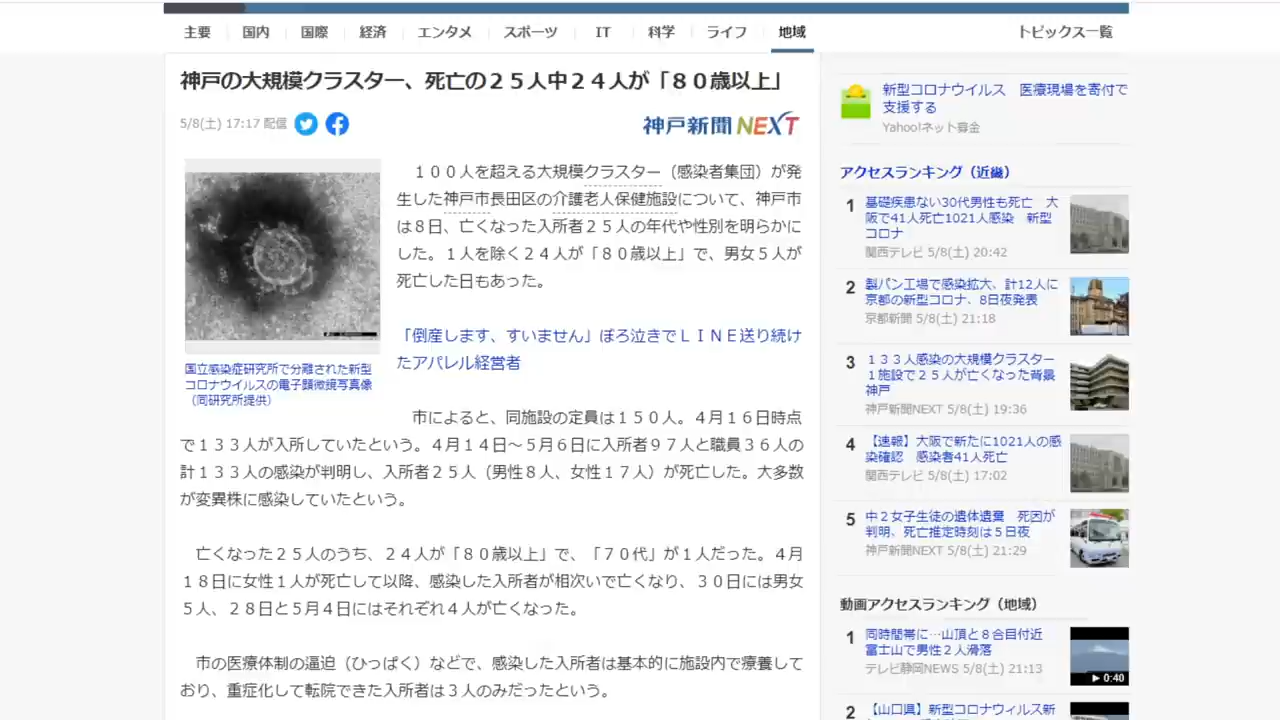 主要
国内
国際
経済
エンタメ
スポーツ
IT
科学
ライフ
地域
トピックス一覧
神戸の大規模クラスター、死亡の２５人中２４人が「８０歳以上」
5/8(土) 17:17 配信
神戸新聞NEXT
１００人を超える大規模クラスター（感染者集団）が発
生した神戸市長田区の介護老人保健施設について、神戸市
は８日、亡くなった入所者２５人の年代や性別を明らかに
した。１人を除く２４人が「８０歳以上」で、男女５人が
死亡した日もあった。
「倒産します、すいません」ぼろ泣きでＬＩＮＥ送り続け
たアパレル経営者
国立感染症研究所で分離された新型
コロナウイルスの電子顕微鏡写真像
（同研究所提供）
市によると、同施設の定員は１５０人。４月１６日時点
で１３３人が入所していたという。４月１４日～５月６日に入所者９７人と職員３６人の
計１３３人の感染が判明し、入所者２５人（男性８人、女性１７人）が死亡した。大多数
が変異株に感染していたという。
亡くなった２５人のうち、２４人が「８０歳以上」で、「７０代」が１人だった。４月
１８日に女性１人が死亡して以降、感染した入所者が相次いで亡くなり、３０日には男女
５人、２８日と５月４日にはそれぞれ４人が亡くなった。
市の医療体制の逼迫（ひっぱく）などで、感染した入所者は基本的に施設内で療養して
おり、重症化して転院できた入所者は３人のみだったという。
新型コロナウイルス　医療現場を寄付で
支援する
Yahoo!ネット募金
アクセスランキング（近畿）
1
基礎疾患ない30代男性も死亡　大
阪で41人死亡1021人感染　新型
コロナ
関西テレビ 5/8(土) 20:42
2
製パン工場で感染拡大、計12人に
京都の新型コロナ、8日夜発表
京都新聞 5/8(土) 21:18
3
１３３人感染の大規模クラスター
１施設で２５人が亡くなった背景
神戸
神戸新聞NEXT 5/8(土) 19:36
4
【速報】大阪で新たに1021人の感
染確認　感染者41人死亡
関西テレビ 5/8(土) 17:02
5
中２女子生徒の遺体遺棄　死因が
判明、死亡推定時刻は５日夜
神戸新聞NEXT 5/8(土) 21:29
動画アクセスランキング（地域）
1
同時間帯に…山頂と８合目付近
富士山で男性２人滑落
テレビ静岡NEWS 5/8(土) 21:13
0:40
2
【山口県】新型コロナウィルス新